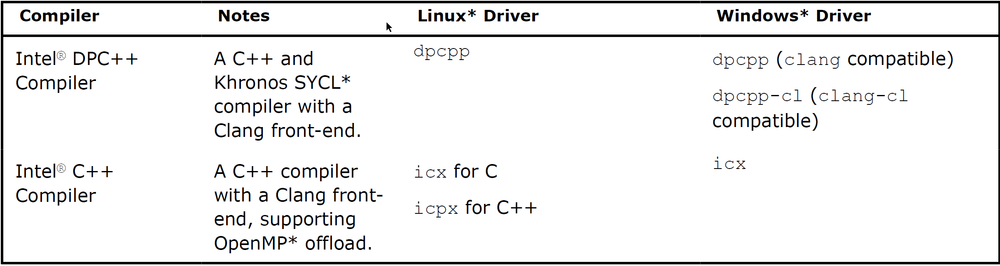 Compiler Notes Linux* Driver Windows* Driver
Intel® DPC++
Compiler
A C++ and
Khronos SYCL*
compiler with a
Clang front-end.
dpcpp
dpcpp (clang compatible)
dpcpp-cl (clang-cl
compatible)
Intel® C++
Compiler
A C++ compiler
with a Clang front-
end, supporting
OpenMP* offload.
icx for C
icpx for C++
icx